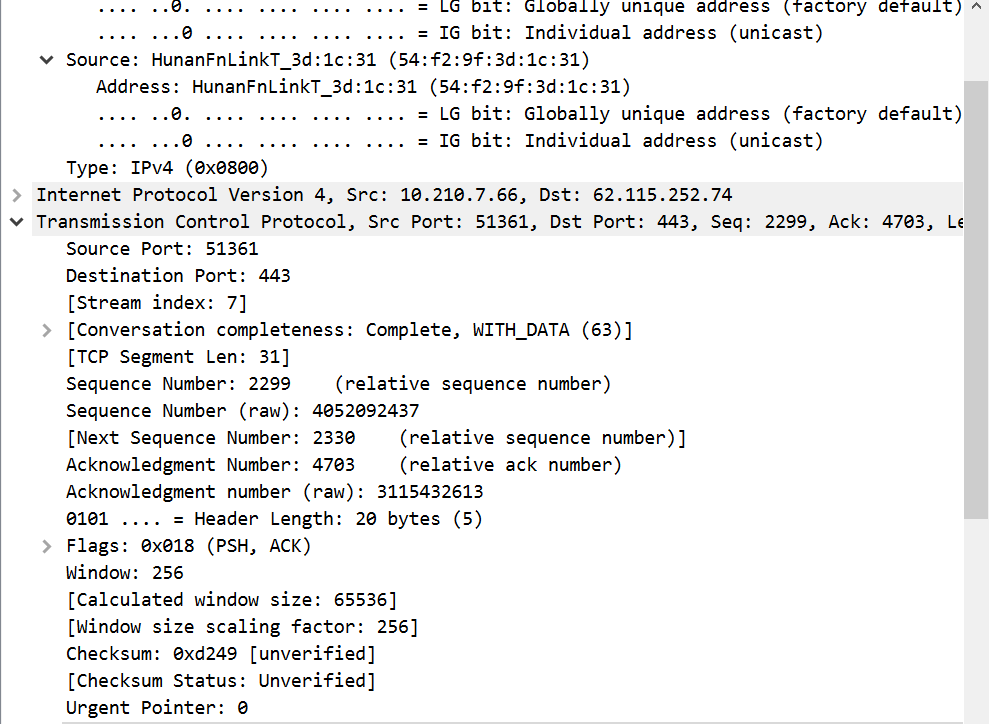 .... ..0. .... .... .... .... = LG bit: Globally unique address (factory default)
.... ...0 .... .... .... .... = IG bit: Individual address (unicast)
Source: HunanFnLinkT_3d:1c:31 (54:f2:9f:3d:1c:31)
Address: HunanFnLinkT_3d:1c:31 (54:f2:9f:3d:1c:31)
.... ..0. .... .... .... .... = LG bit: Globally unique address (factory default)
.... ...0 .... .... .... .... = IG bit: Individual address (unicast)
Type: IPv4 (0x0800)
Internet Protocol Version 4, Src: 10.210.7.66, Dst: 62.115.252.74
Transmission Control Protocol, Src Port: 51361, Dst Port: 443, Seq: 2299, Ack: 4703, Le
Source Port: 51361
Destination Port: 443
[Stream index: 7]
[Conversation completeness: Complete, WITH_DATA (63)]
[TCP Segment Len: 31]
Sequence Number: 2299    (relative sequence number)
Sequence Number (raw): 4052092437
[Next Sequence Number: 2330    (relative sequence number)]
Acknowledgment Number: 4703    (relative ack number)
Acknowledgment number (raw): 3115432613
0101 .... = Header Length: 20 bytes (5)
Flags: 0x018 (PSH, ACK)
Window: 256
[Calculated window size: 65536]
[Window size scaling factor: 256]
Checksum: 0xd249 [unverified]
[Checksum Status: Unverified]
Urgent Pointer: 0